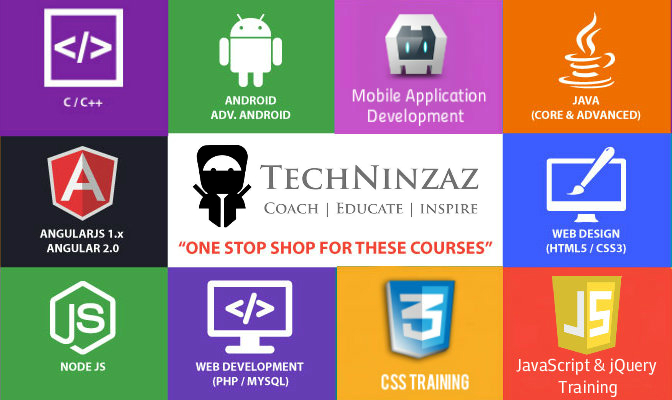 C / C++
ANDROID
ADV. ANDROID
Mobile Application
Development
JAVA
(CORE & ADVANCED)
ANGULARJS 1.x
ANGULAR 2.0
TECHNINZAZ
COACH | EDUCATE | INSPIRE
“ONE STOP SHOP FOR THESE COURSES”
WEB DESIGN
(HTML5 / CSS3)
JS
NODE JS
</>
WEB DEVELOPMENT
(PHP / MYSQL)
3
CSS TRAINING
JS
JavaScript & jQuery
Training